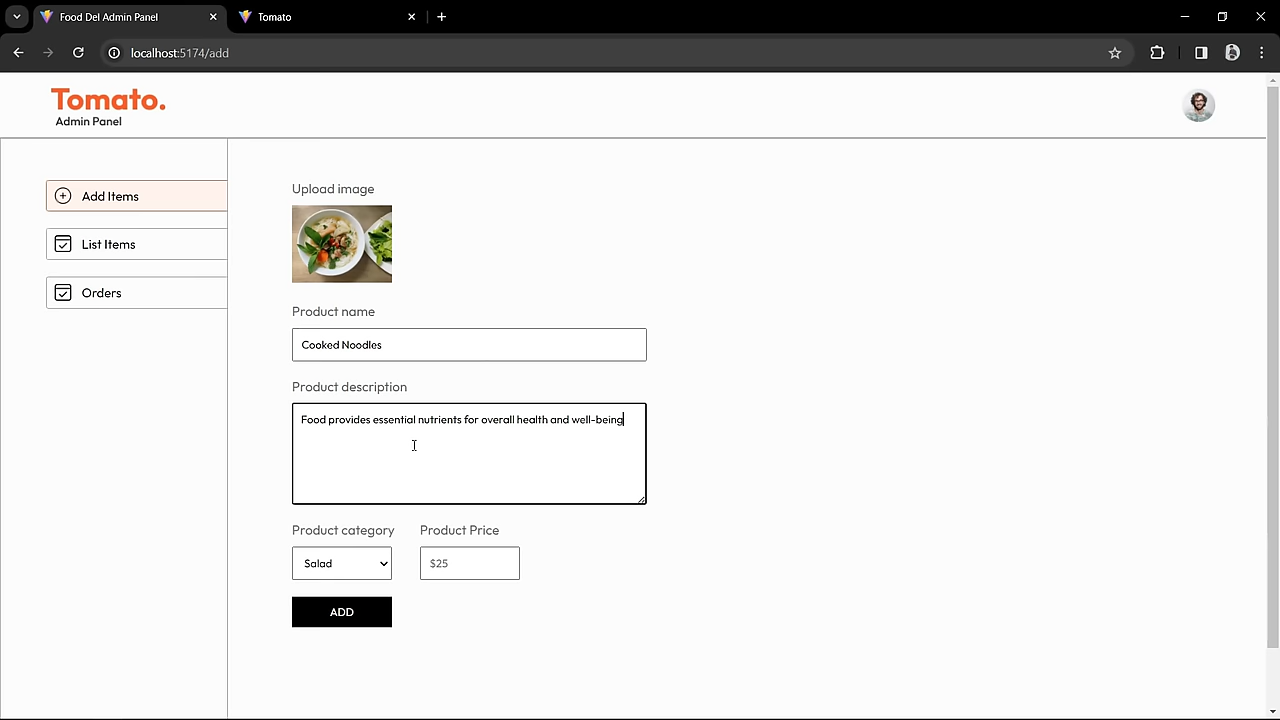 Food Del Admin Panel
Tomato
localhost:5174/add
Tomato.
Admin Panel
Add Items
List Items
Orders
Upload image
Product name
Cooked Noodles
Product description
Food provides essential nutrients for overall health and well-being
Product category
Product Price
Salad
$25
ADD